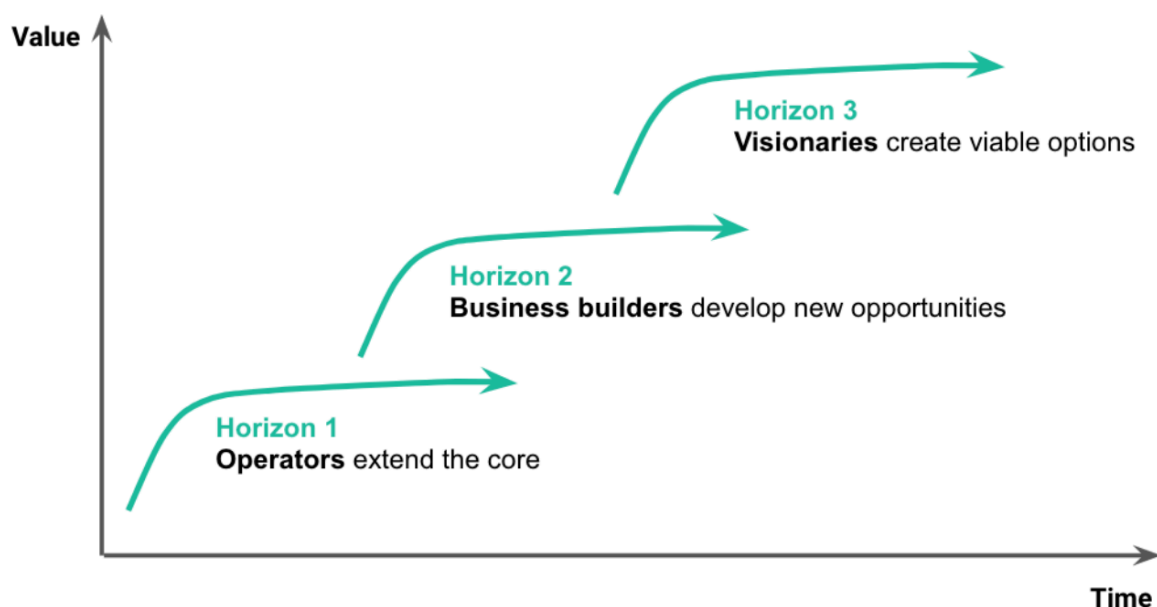 Value
Horizon 3
Visionaries create viable options
Horizon 2
Business builders develop new opportunities
Horizon 1
Operators extend the core
Time